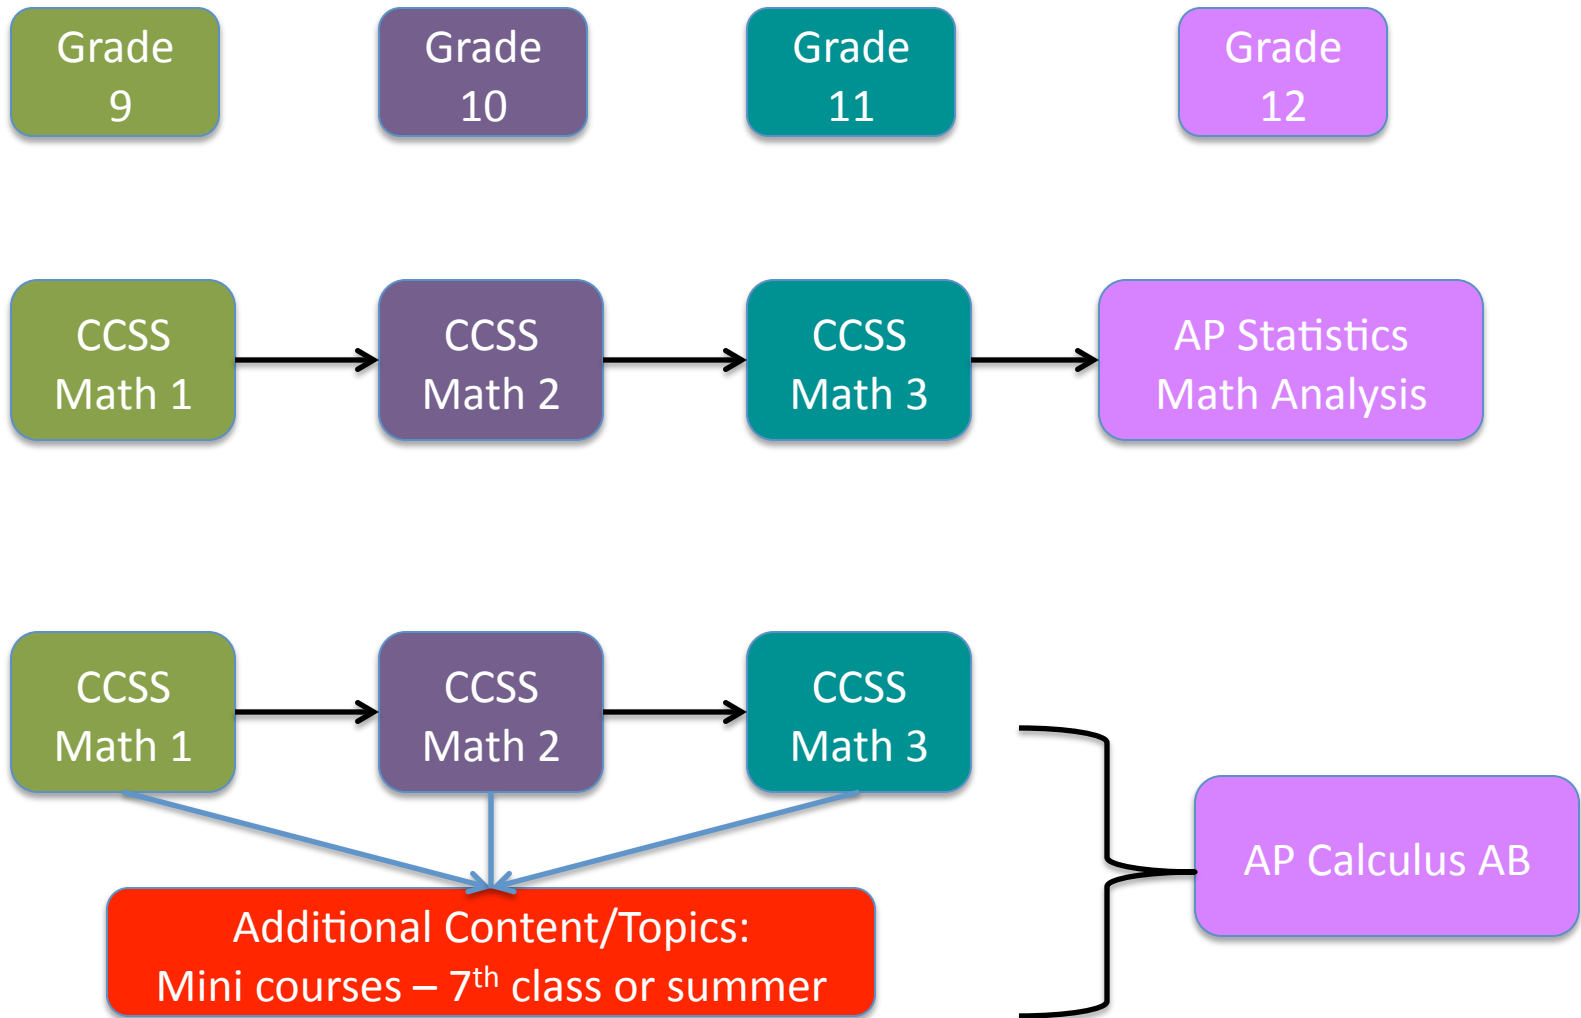 Grade
9
Grade
10
Grade
11
Grade
12
CCSS
Math 1
CCSS
Math 2
CCSS
Math 3
AP Statistics
Math Analysis
CCSS
Math 1
CCSS
Math 2
CCSS
Math 3
AP Calculus AB
Additional Content/Topics:
Mini courses – 7th class or summer